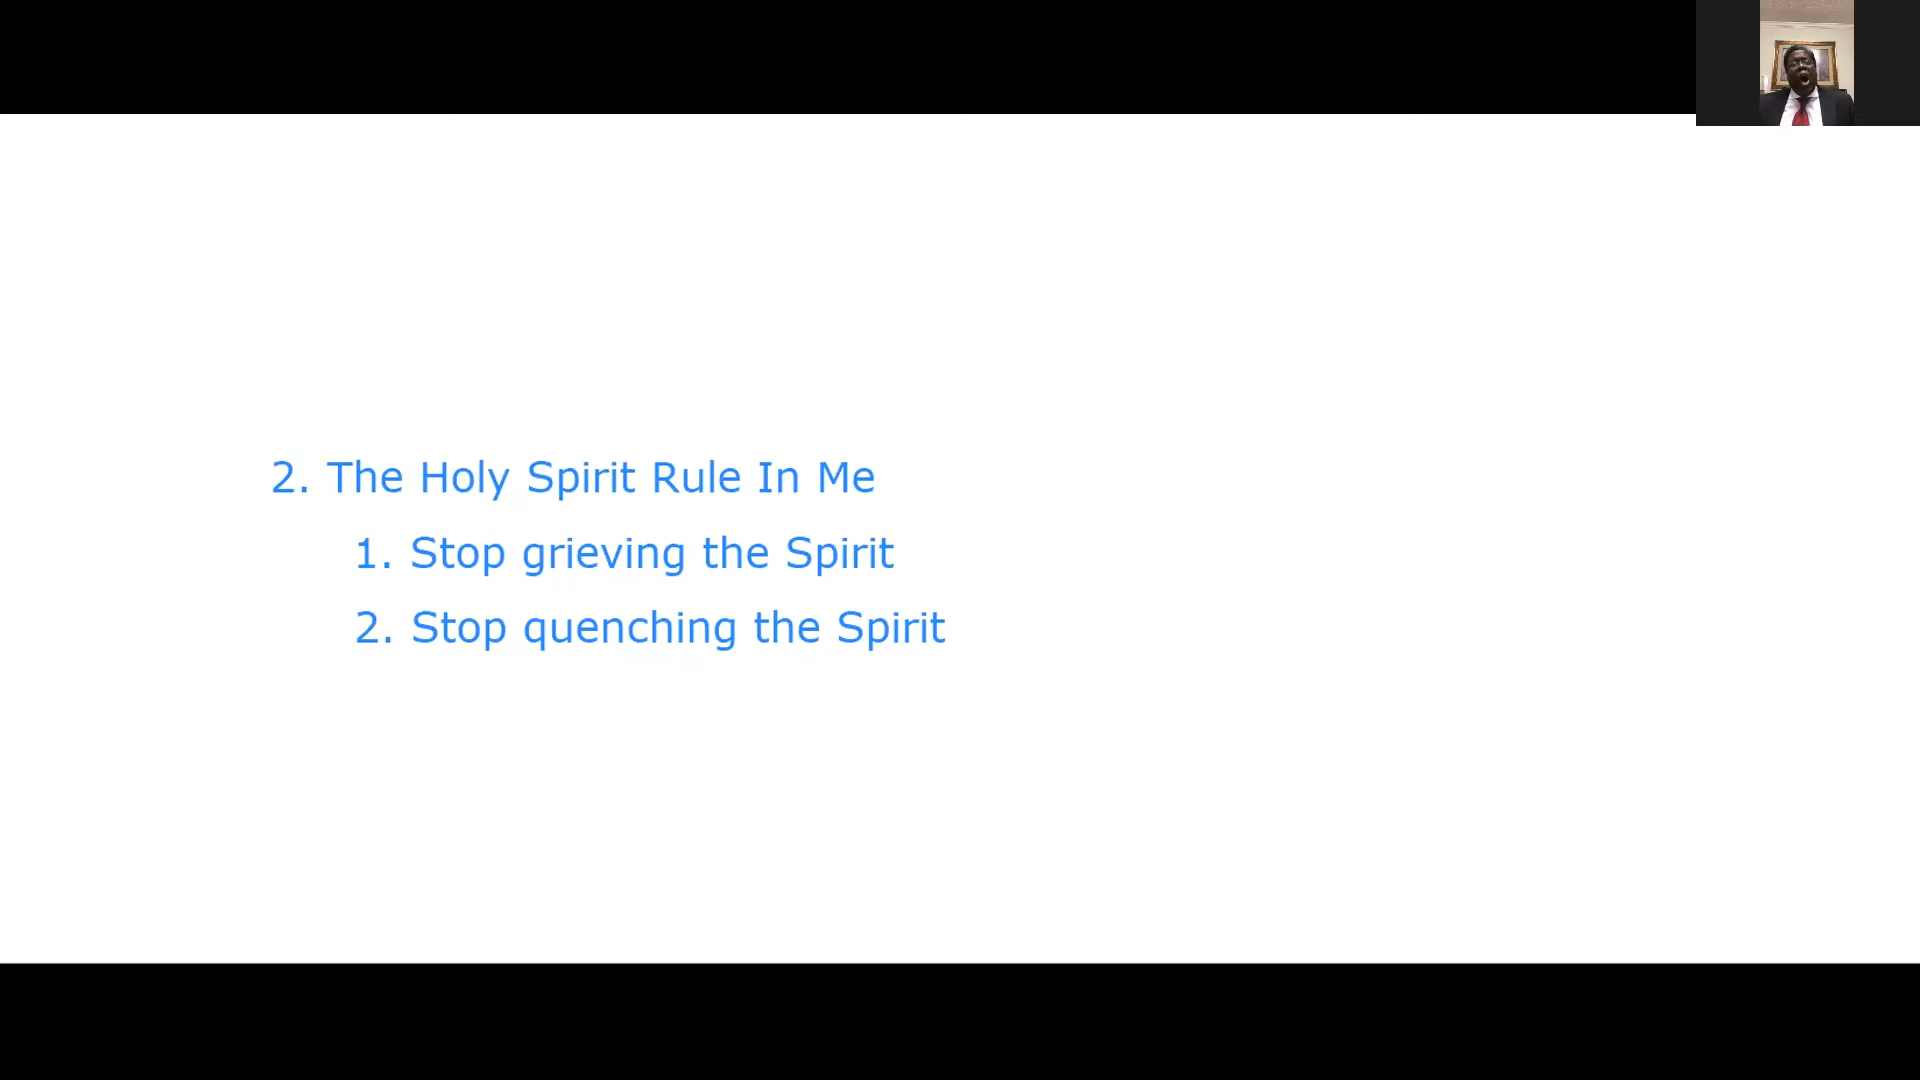 2. The Holy Spirit Rule In Me
1. Stop grieving the Spirit
2. Stop quenching the Spirit